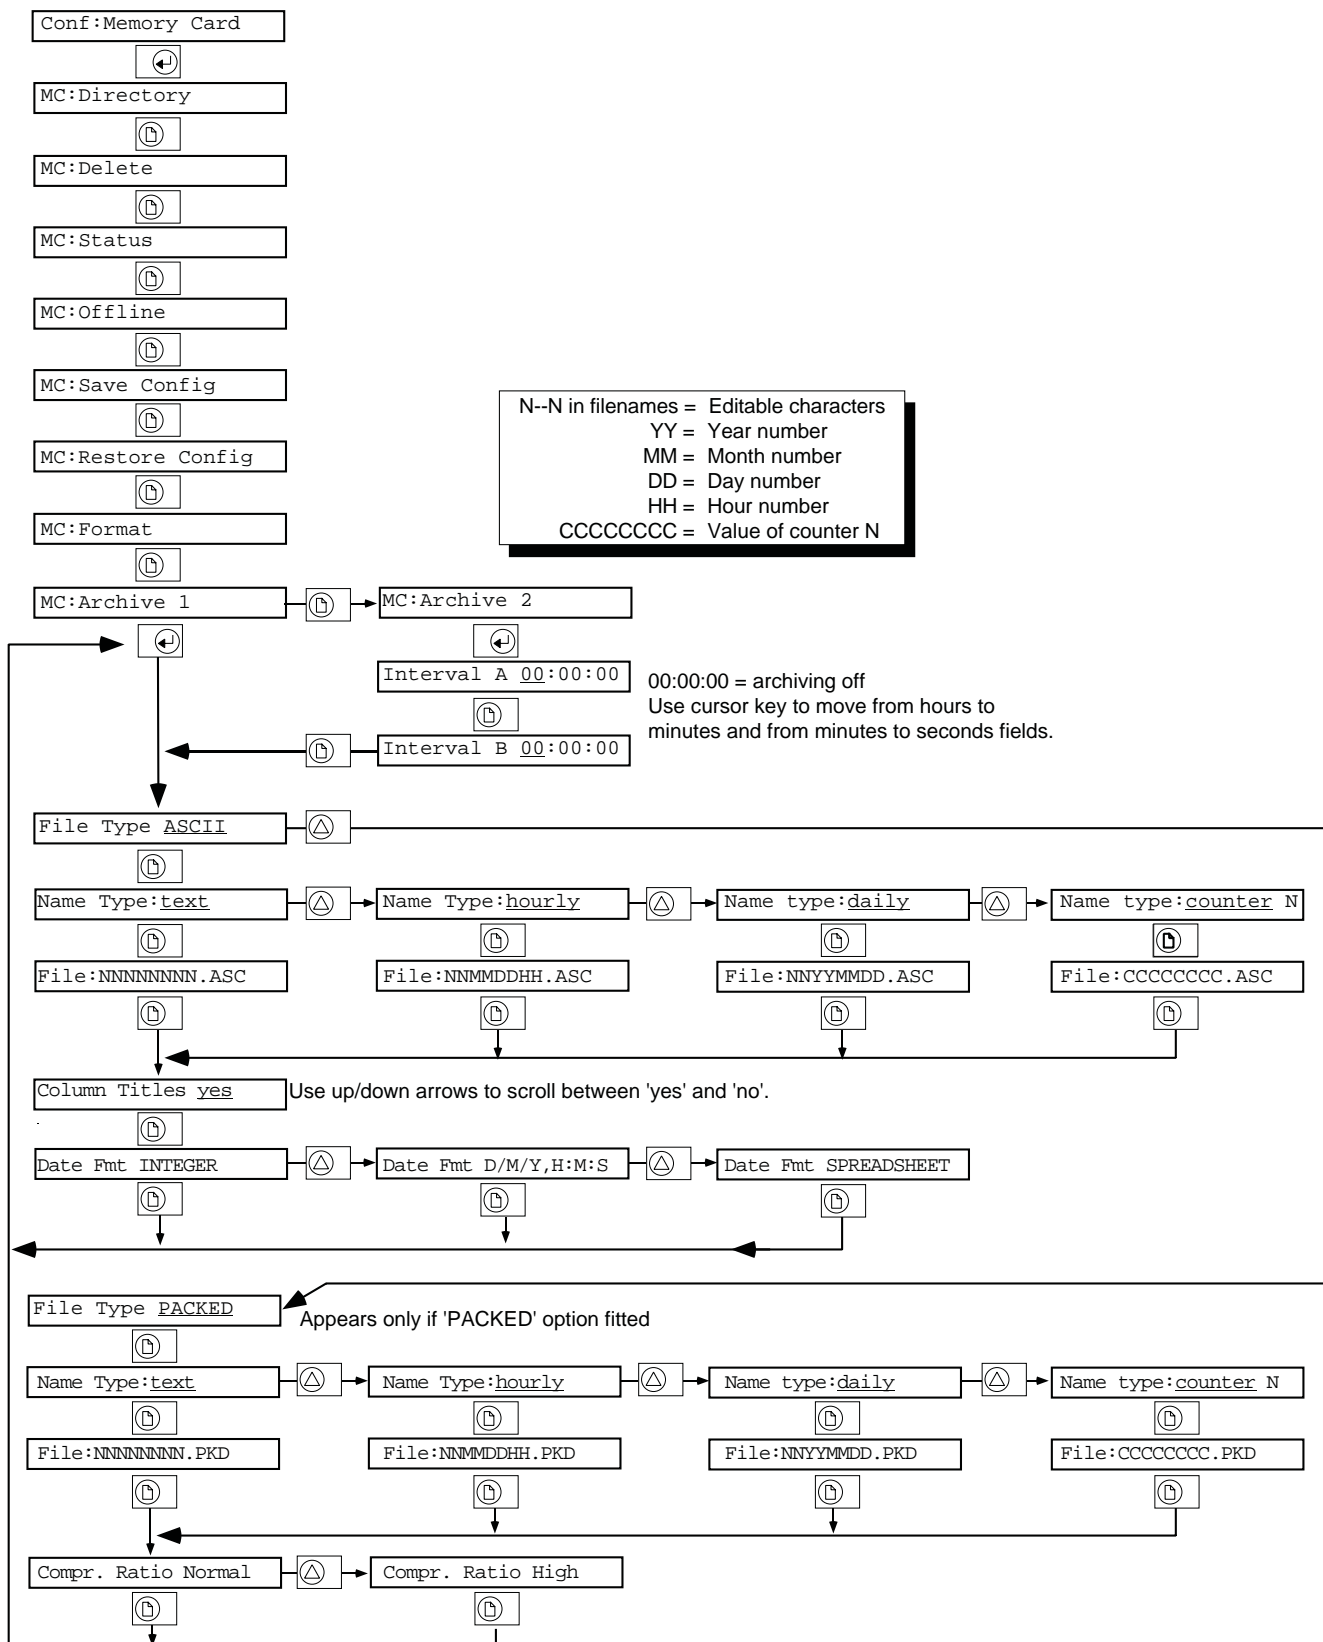 Conf:Memory Card
MC:Directory
MC:Delete
MC:Status
MC:Offline
MC:Save Config
MC:Restore Config
MC:Format
N--N in filenames = Editable characters
YY = Year number
MM = Month number
DD = Day number
HH = Hour number
CCCCCCCC = Value of counter N
MC:Archive 1 MC:Archive 2
Interval A 00:00:00
Interval B 00:00:00
00:00:00 = archiving off
Use cursor key to move from hours to
minutes and from minutes to seconds fields.
File Type ASCII
Name Type:text Name Type:hourly Name type:daily Name type:counter N
File:NNNNNNNN.ASC File:NNMMDDHH.ASC File:NNYYMMDD.ASC File:CCCCCCCC.ASC
Column Titles yes Use up/down arrows to scroll between 'yes' and 'no'.
Date Fmt INTEGER Date Fmt D/M/Y,H:M:S Date Fmt SPREADSHEET
File Type PACKED Appears only if 'PACKED' option fitted
Name Type:text Name Type:hourly Name type:daily Name type:counter N
File:NNNNNNNN.PKD File:NNMMDDHH.PKD File:NNYYMMDD.PKD File:CCCCCCCC.PKD
Compr. Ratio Normal Compr. Ratio High